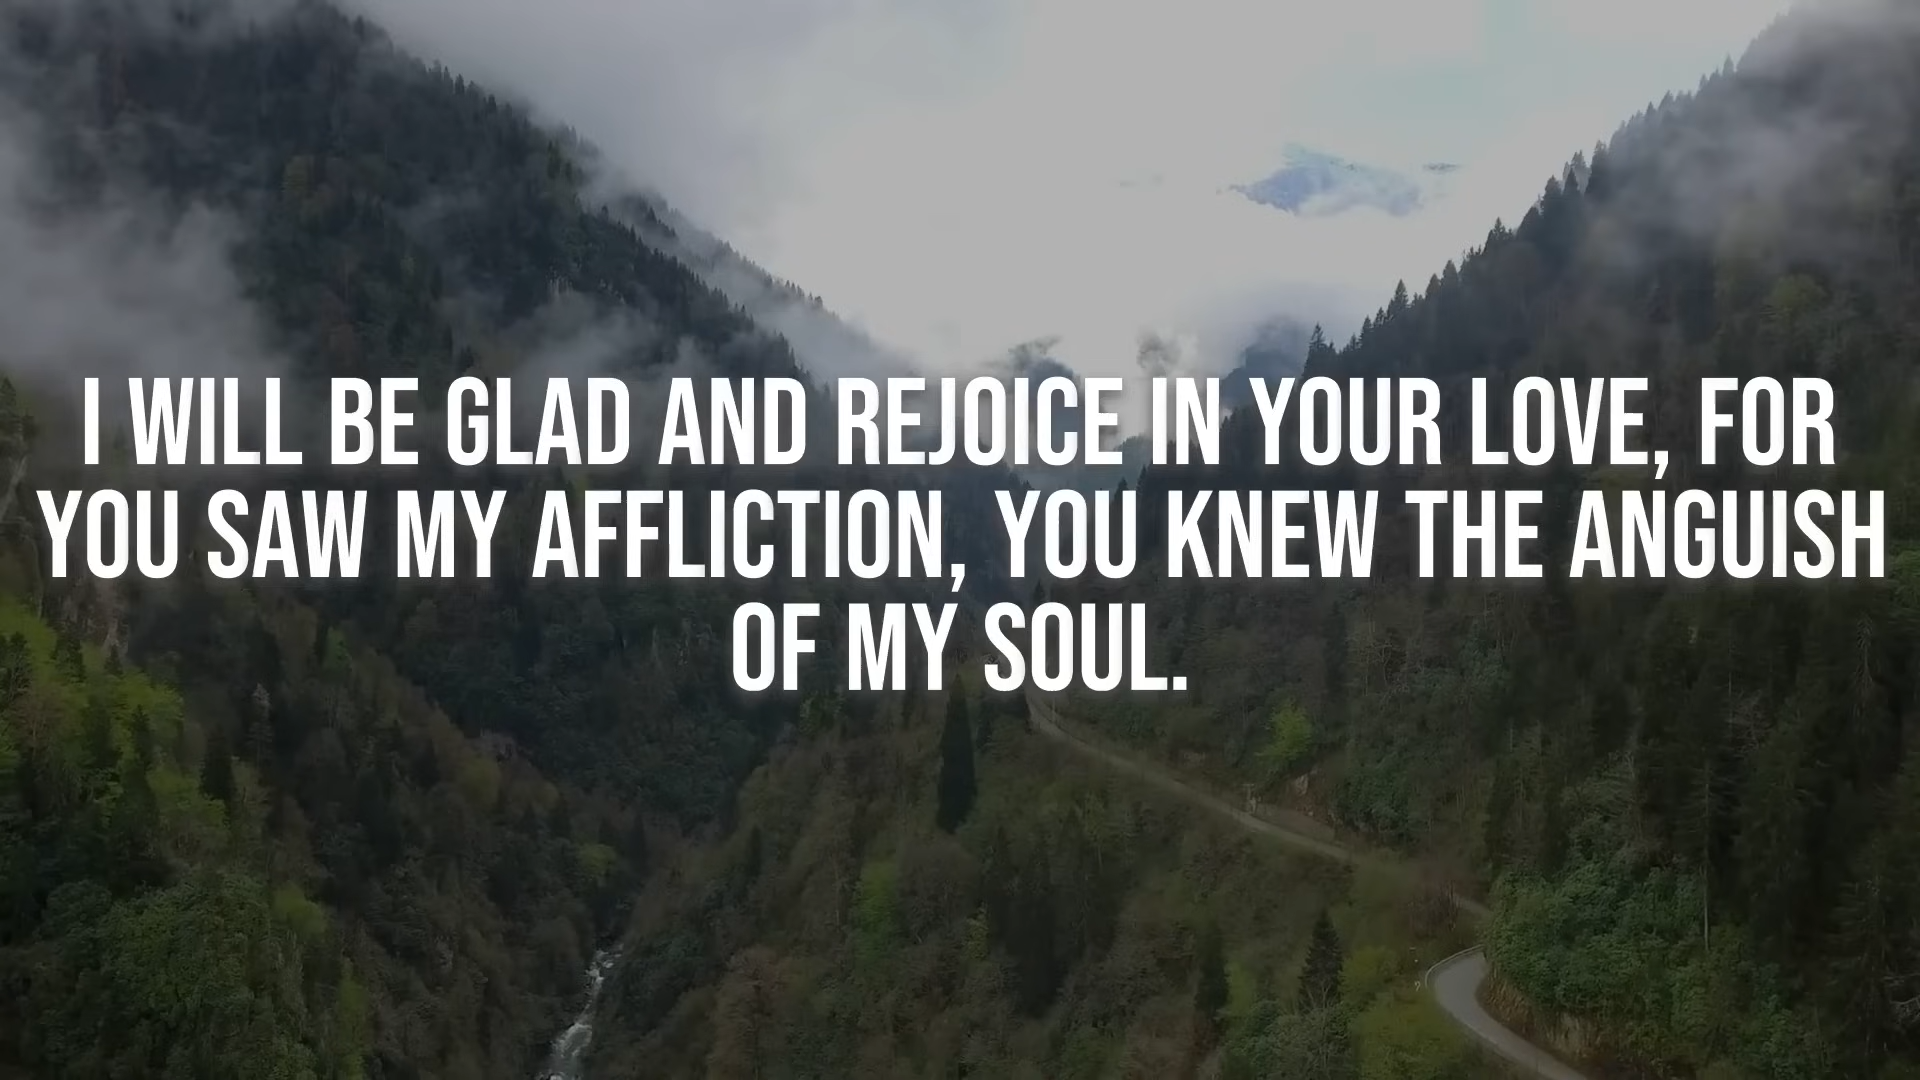 I WILL BE GLAD AND REJOICE IN YOUR LOVE, FOR
YOU SAW MY AFFLICTION, YOU KNEW THE ANGUISH
OF MY SOUL.